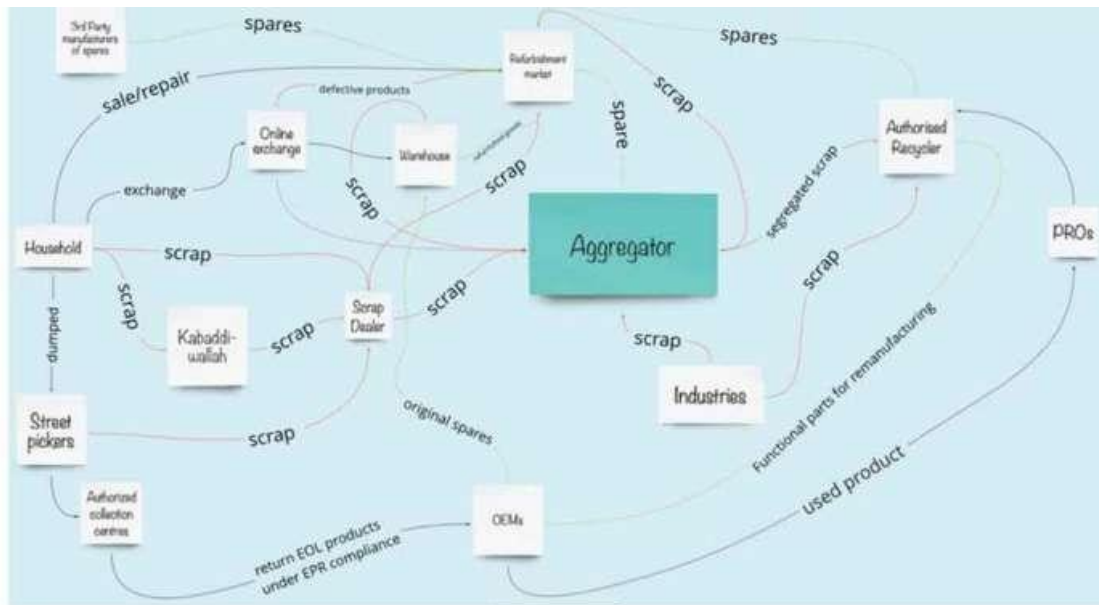 3rd Party
manufacturers
of spares
spares
Refurbishment
market
spares
scrap
sale/repair
defective products
Online
exchange
Warehouse
spare
Authorised
Recycler
exchange
scrap
scrap
segregated scrap
Aggregator
PROs
Household
scrap
scrap
scrap
scrap
Scrap
Dealer
dumped
Kabaddi-
wallah
scrap
scrap
Industries
Street
pickers
scrap
original spares
Functional parts for remanufacturing
used product
Authorized
collection
centres
OEMs
return EOL products
under EPR compliance